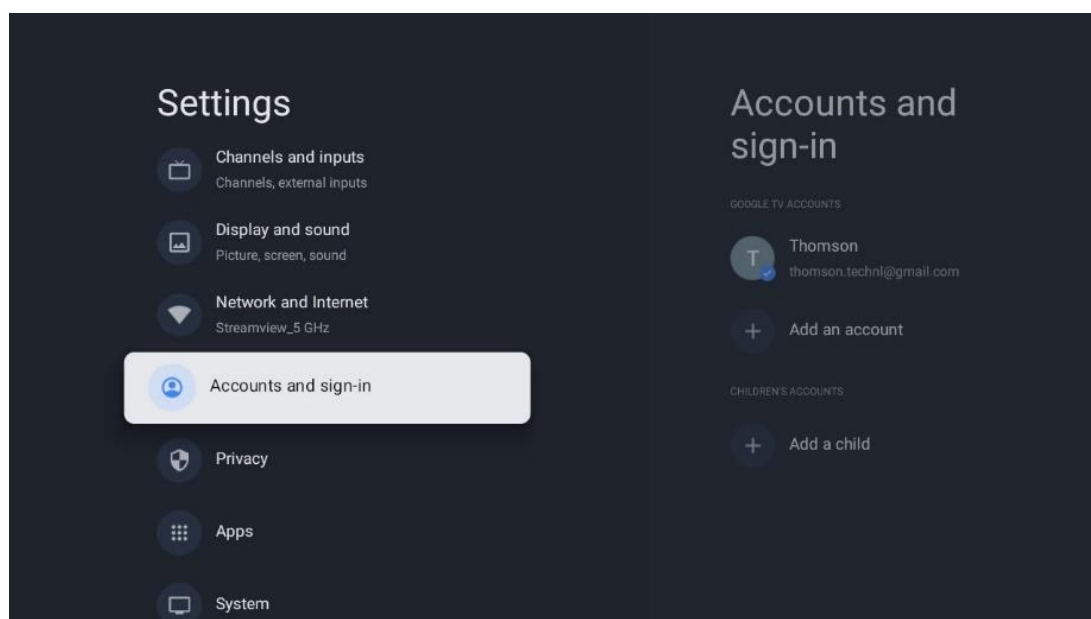 Settings
Channels and inputs
Channels, external inputs
Display and sound
Picture, screen, sound
Network and Internet
Streamview_5 GHz
Accounts and sign-in
Privacy
Apps
System
Accounts and
sign-in
GOOGLE TV ACCOUNTS
T
Thomson
thomson.technl@gmail.com
Add an account
CHILDREN'S ACCOUNTS
Add a child